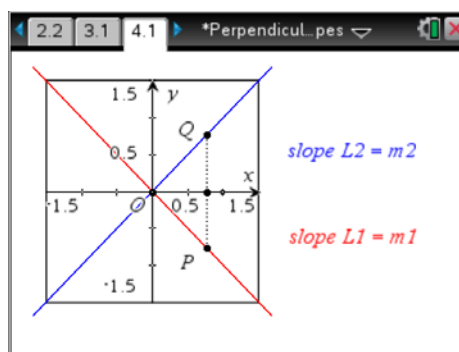 2.2 3.1 4.1 *Perpendicul...pes
1.5 y
Q
0.5
slope L2 = m2
x
-1.5 O 0.5 1.5
slope L1 = m1
P
-1.5